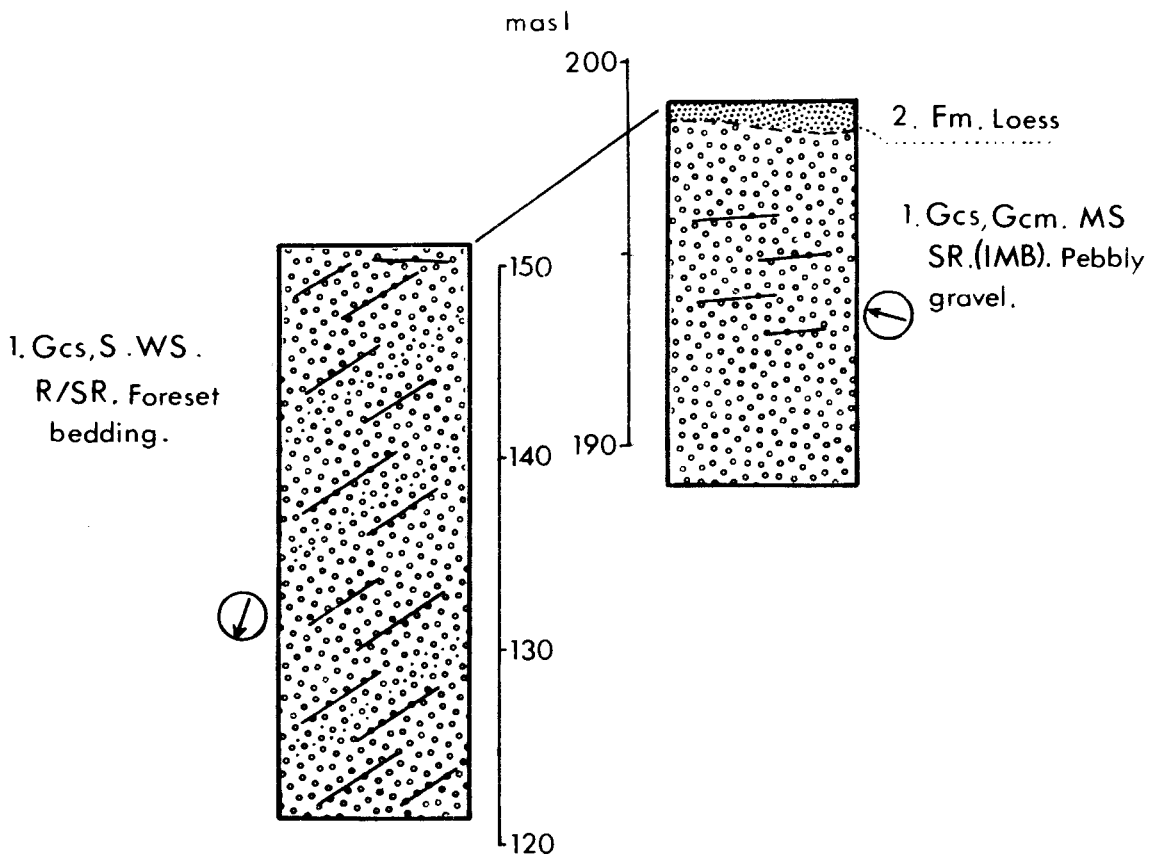 masl
200
2. Fm. Loess
1. Gcs, Gcm. MS
SR.(IMB). Pebbly
gravel.
190
150
1. Gcs, S .WS.
R/SR. Foreset
bedding.
140
130
120